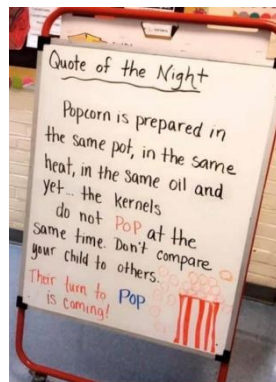 Quote of the Night
Popcorn is prepared in
the same pot, in the same
heat, in the same oil and
yet... the kernels
do not POP at the
same time. Don't compare
your child to others.
Their turn to POP
is coming!